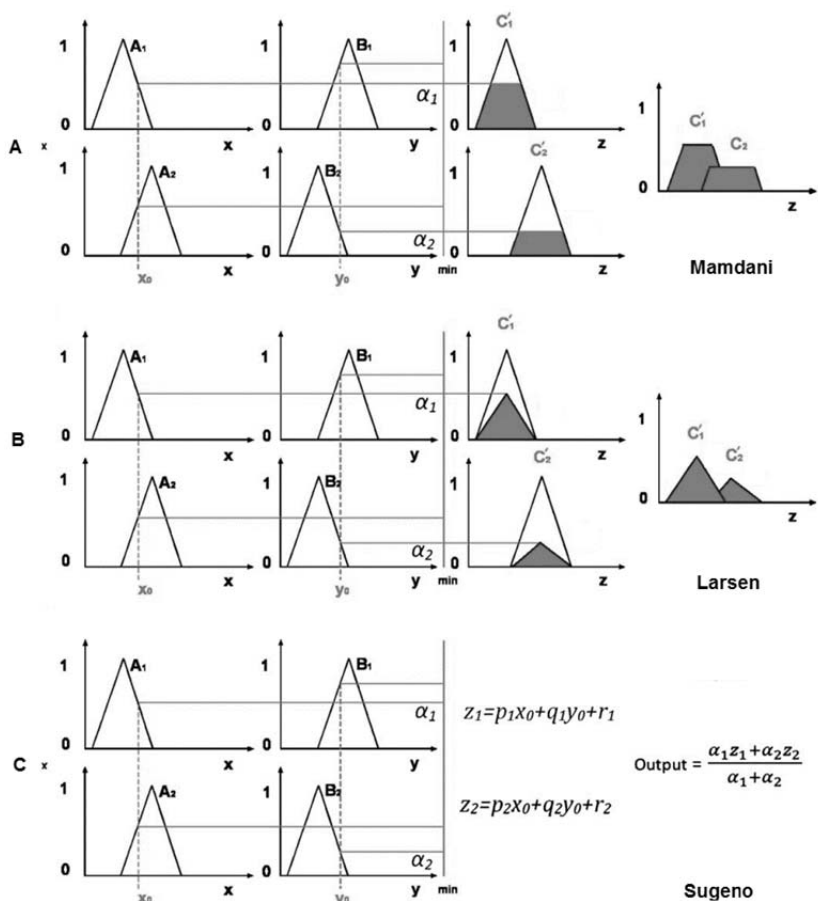 1 A₁ 1 B₁ 1 C′₁
α₁
0 x 0 y 0 z
A x
1 A₂ 1 B₂ 1 C′₂
α₂
0 x 0 y min 0 z
x₀ y₀
1
C′₁ C₂
0
z
Mamdani
1 A₁ 1 B₁ 1 C′₁
α₁
0 x 0 y 0 z
B
1 A₂ 1 B₂ 1 C′₂
α₂
0 x 0 y min 0 z
x₀ y₀
1
C′₁ C′₂
0
z
Larsen
1 A₁ 1 B₁
α₁ z₁=p₁x₀+q₁y₀+r₁
0 x 0 y
C x
1 A₂ 1 B₂
z₂=p₂x₀+q₂y₀+r₂
α₂
0 x 0 y min
x₀ y₀
Output = α₁z₁+α₂z₂
α₁+α₂
Sugeno